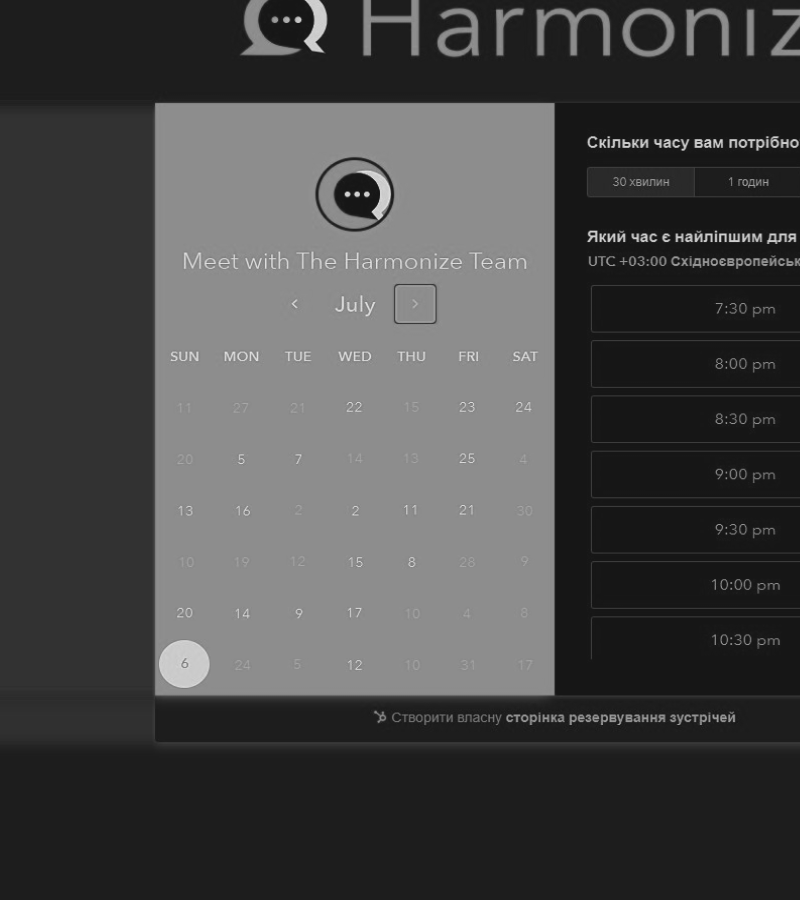 Harmoniz
Meet with The Harmonize Team
July
SUN MON TUE WED THU FRI SAT
11 27 21 22 15 23 24
20 5 7 14 13 25 4
13 16 2 2 11 21 30
10 19 12 15 8 28 9
20 14 9 17 10 4 8
6 24 5 12 10 31 17
Скільки часу вам потрібно
30 хвилин 1 годин
Який час є найліпшим для
UTC +03:00 Східноєвропейськ
7:30 pm
8:00 pm
8:30 pm
9:00 pm
9:30 pm
10:00 pm
10:30 pm
Створити власну сторінка резервування зустрічей